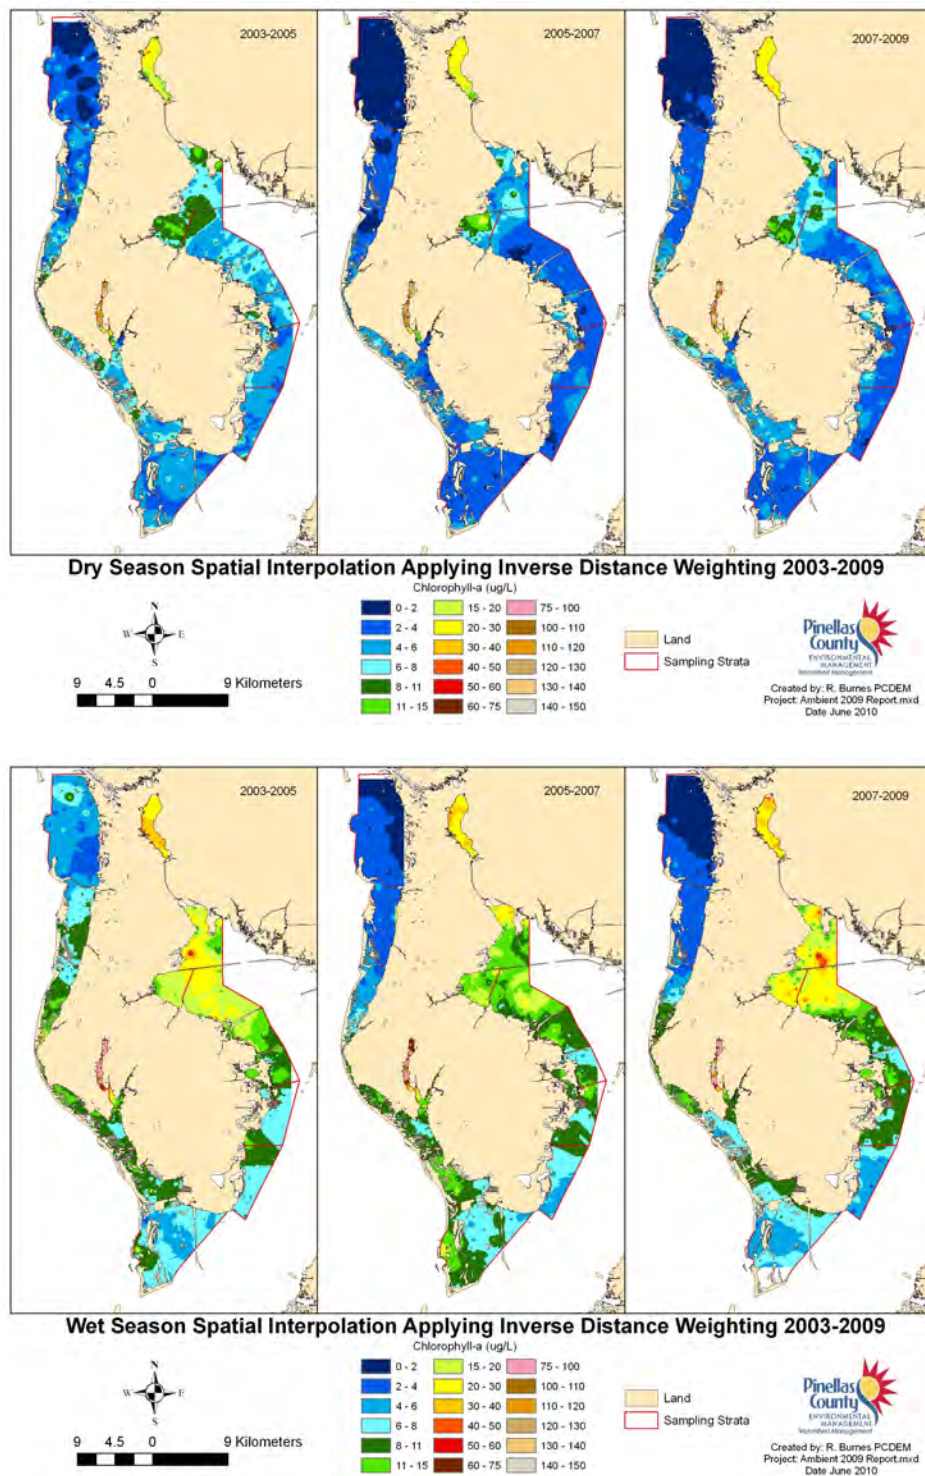 2003-2005
2005-2007
2007-2009
Dry Season Spatial Interpolation Applying Inverse Distance Weighting 2003-2009
Chlorophyll-a (ug/L)
0 - 2
15 - 20
75 - 100
2 - 4
20 - 30
100 - 110
4 - 6
30 - 40
110 - 120
6 - 8
40 - 50
120 - 130
8 - 11
50 - 60
130 - 140
11 - 15
60 - 75
140 - 150
Land
Sampling Strata
N
W E
S
9 4.5 0 9 Kilometers
Pinellas
County
ENVIRONMENTAL
MANAGEMENT
Watershed Management
Created by: R. Burnes PCDEM
Project: Ambient 2009 Report.mxd
Date June 2010
2003-2005
2005-2007
2007-2009
Wet Season Spatial Interpolation Applying Inverse Distance Weighting 2003-2009
Chlorophyll-a (ug/L)
0 - 2
15 - 20
75 - 100
2 - 4
20 - 30
100 - 110
4 - 6
30 - 40
110 - 120
6 - 8
40 - 50
120 - 130
8 - 11
50 - 60
130 - 140
11 - 15
60 - 75
140 - 150
Land
Sampling Strata
N
W E
S
9 4.5 0 9 Kilometers
Pinellas
County
ENVIRONMENTAL
MANAGEMENT
Watershed Management
Created by: R. Burnes PCDEM
Project: Ambient 2009 Report.mxd
Date June 2010